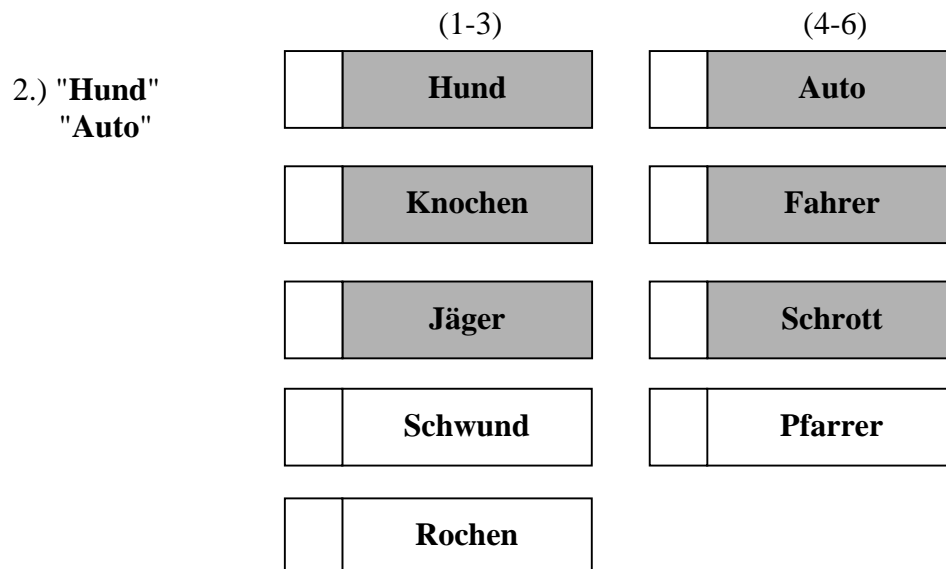 (1-3) (4-6)
2.) "Hund"
"Auto"
Hund Auto
Knochen Fahrer
Jäger Schrott
Schwund Pfarrer
Rochen